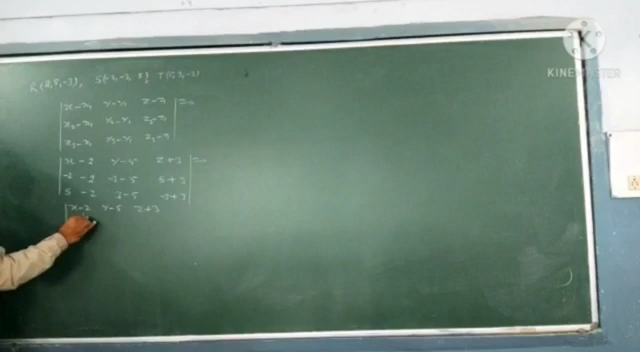 R(2,5,-3), S(-2,-3,5), T(5,3,-3)
KINEMASTER
| x-x₁ y-y₁ z-z₁ |=0
| x₂-x₁ y₂-y₁ z₂-z₁ |
| x₃-x₁ y₃-y₁ z₃-z₁ |
| x-2 y-5 z+3 |=0
| -2-2 -3-5 5+3 |
| 5-2 3-5 -3+3 |
| x-2 y-5 z+3